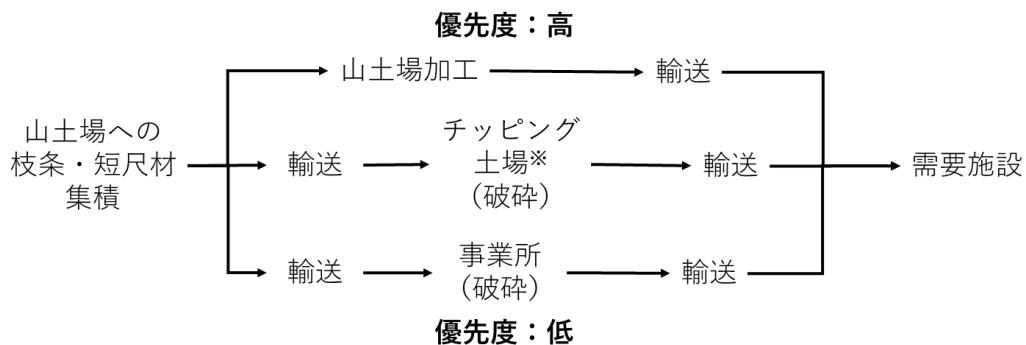 優先度：高
山土場加工
輸送
山土場への
枝条・短尺材
集積
輸送
チッピング
土場※
（破砕）
輸送
需要施設
輸送
事業所
（破砕）
輸送
優先度：低